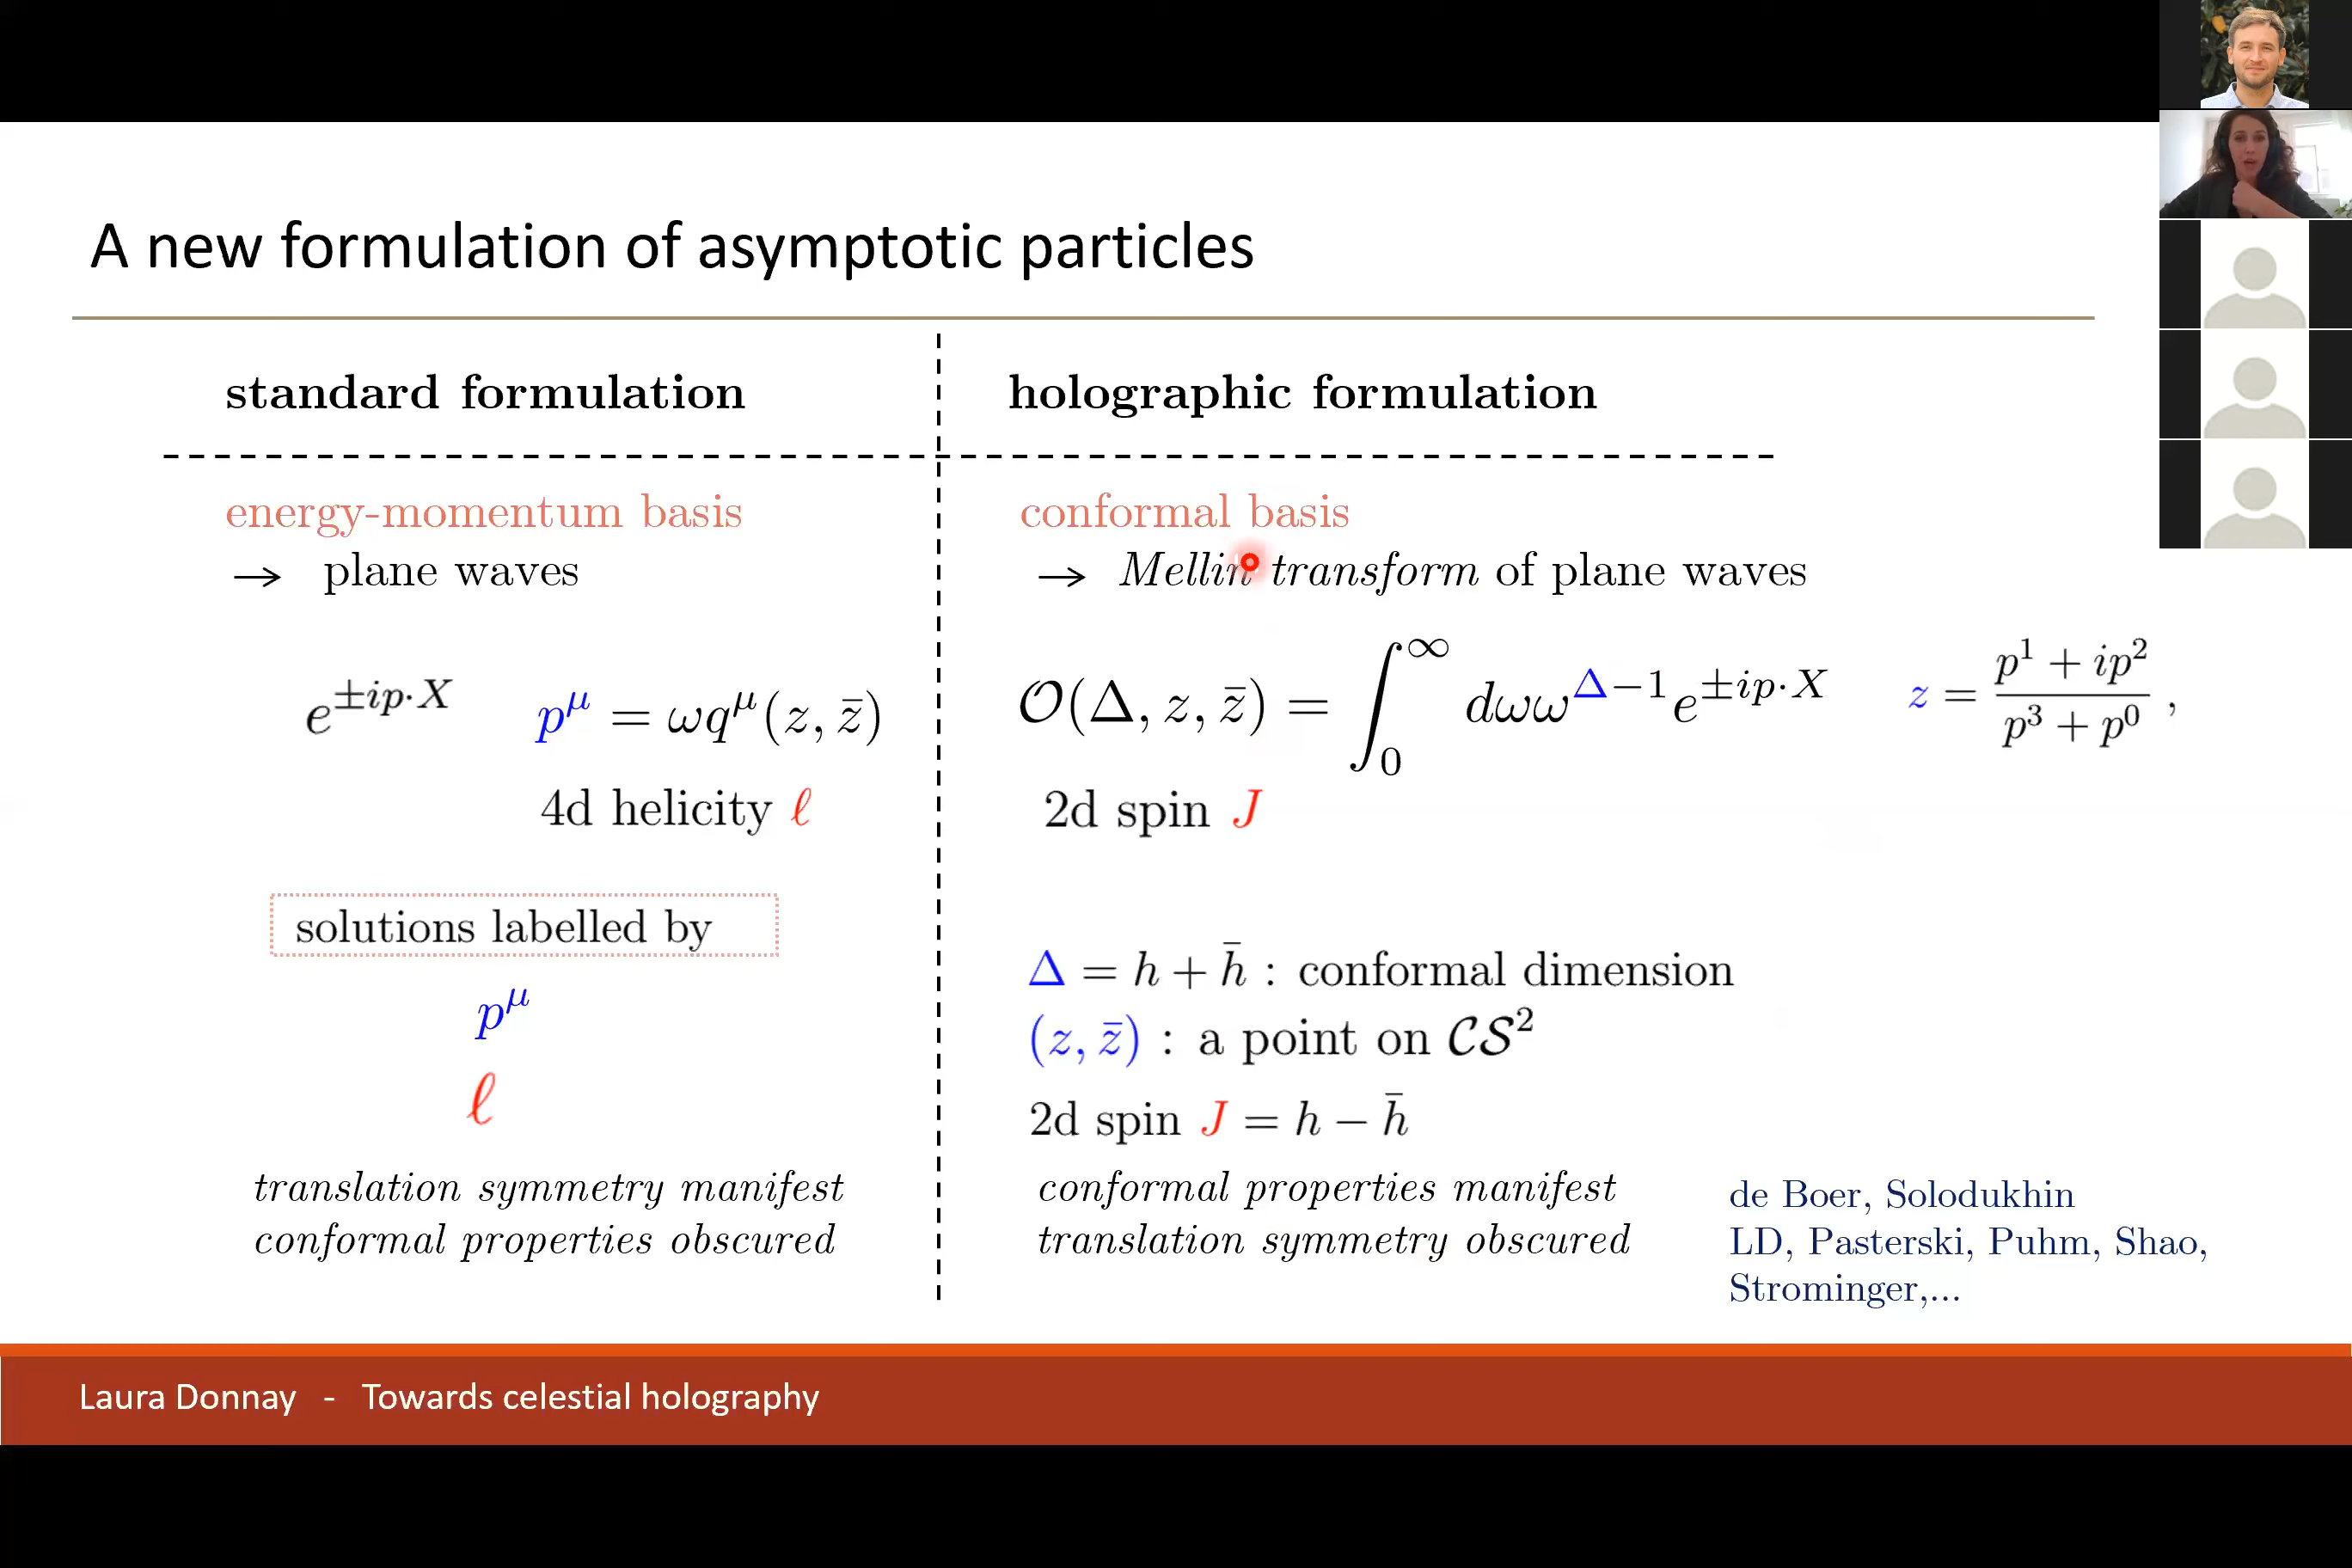 A new formulation of asymptotic particles
standard formulation
energy-momentum basis
→ plane waves
e^{±ip·X} p^μ = ωq^μ(z, z̄)
4d helicity ℓ
solutions labelled by
p^μ
ℓ
translation symmetry manifest
conformal properties obscured
holographic formulation
conformal basis
→ Mellin transform of plane waves
𝒪(Δ, z, z̄) = ∫_0^∞ dωω^{Δ−1}e^{±ip·X} z = \frac{p^1 + ip^2}{p^3 + p^0} ,
2d spin J
Δ = h + h̄ : conformal dimension
(z, z̄) : a point on 𝒞𝒮^2
2d spin J = h − h̄
conformal properties manifest
translation symmetry obscured
de Boer, Solodukhin
LD, Pasterski, Puhm, Shao,
Strominger,...
Laura Donnay - Towards celestial holography